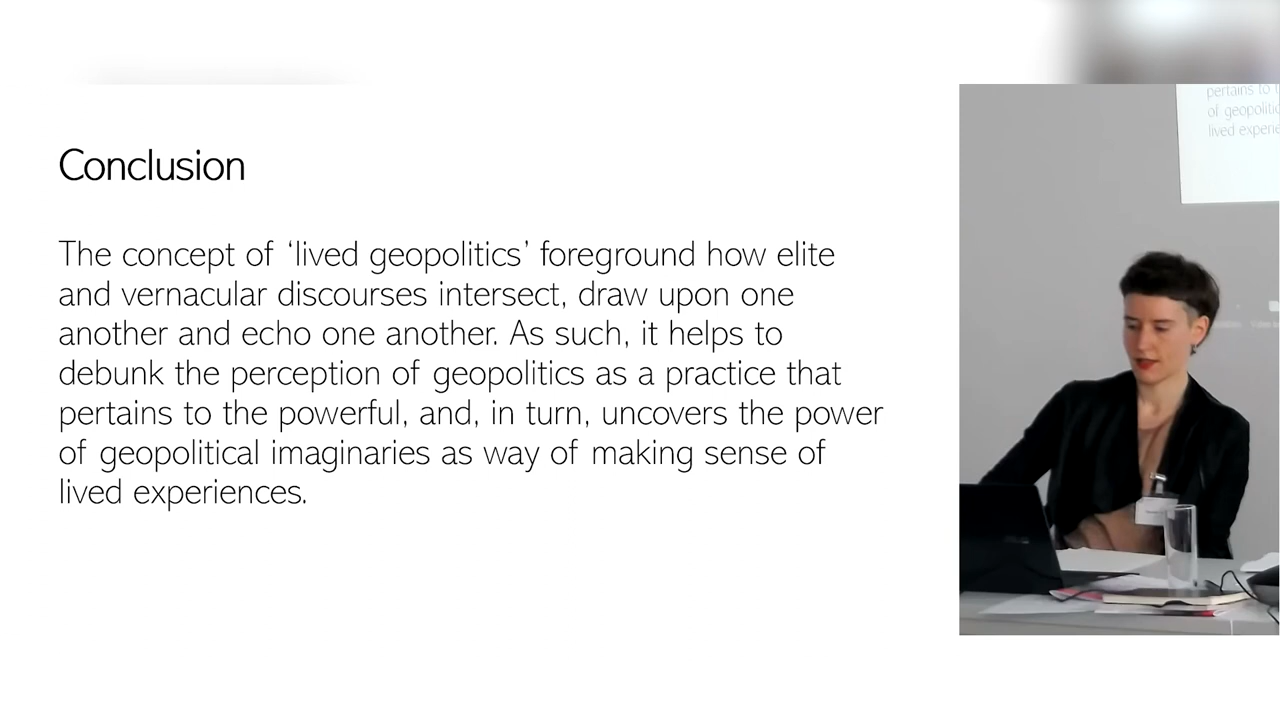 Conclusion
The concept of ‘lived geopolitics’ foreground how elite
and vernacular discourses intersect, draw upon one
another and echo one another. As such, it helps to
debunk the perception of geopolitics as a practice that
pertains to the powerful, and, in turn, uncovers the power
of geopolitical imaginaries as way of making sense of
lived experiences.
pertains to
of
lived